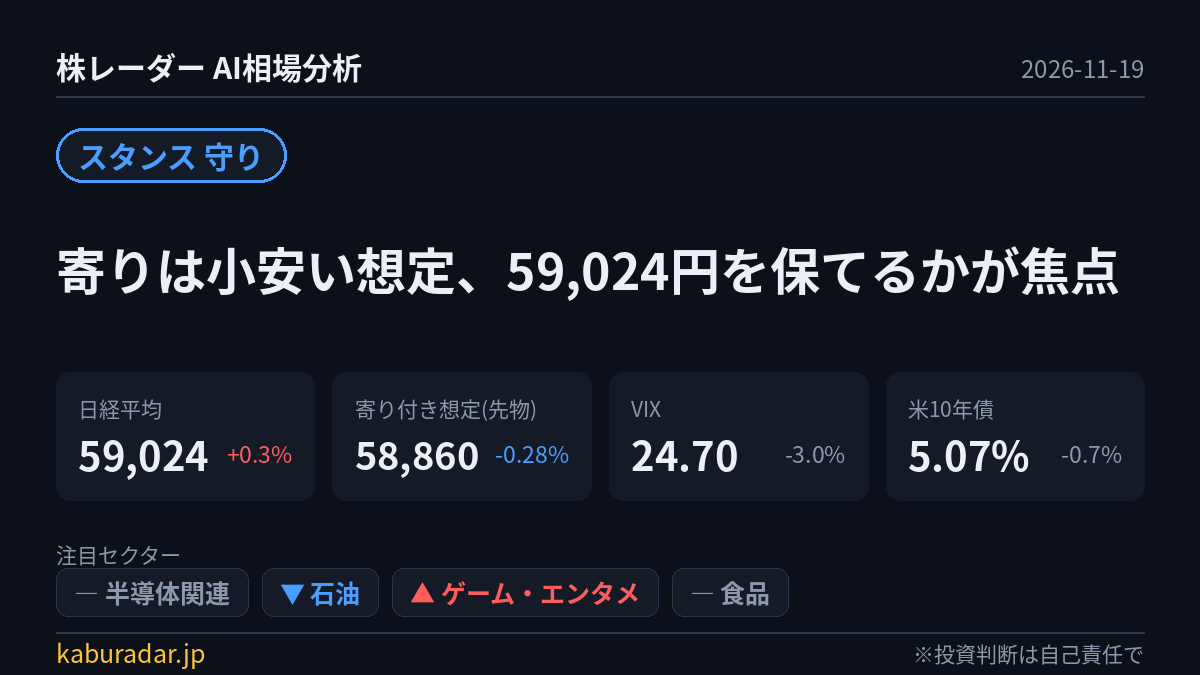 株レーダー AI相場分析
2026-11-19
スタンス 守り
寄りは小安い想定、59,024円を保てるかが焦点
日経平均
59,024 +0.3%
寄り付き想定(先物)
58,860 -0.28%
VIX
24.70 -3.0%
米10年債
5.07% -0.7%
注目セクター
― 半導体関連
▼石油
▲ゲーム・エンタメ
― 食品
kaburadar.jp
※投資判断は自己責任で